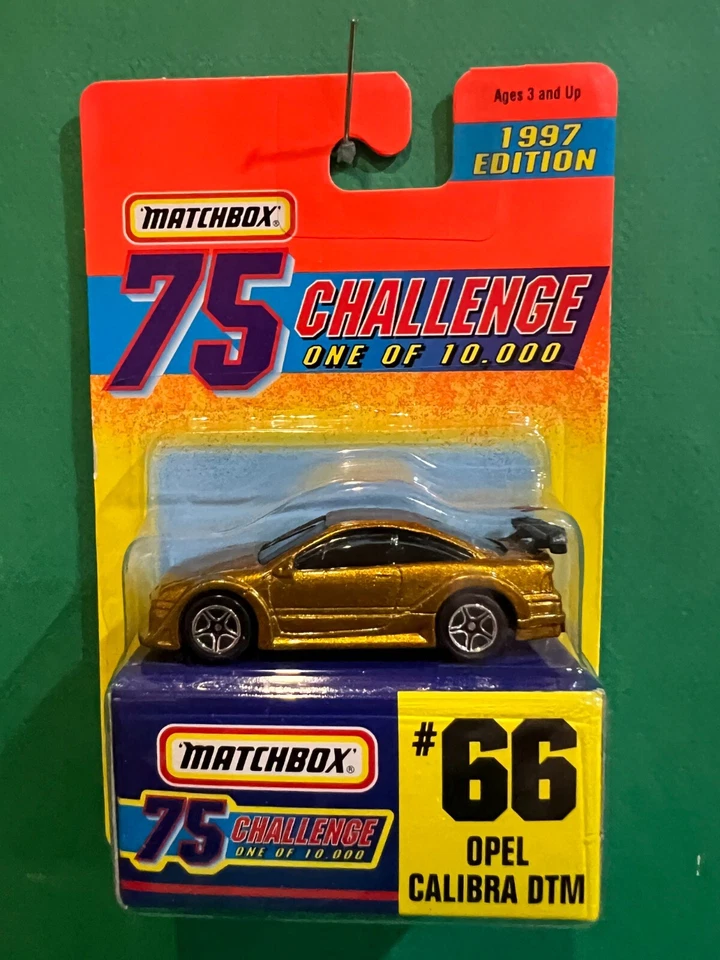 Ages 3 and Up
1997
EDITION
"MATCHBOX"®
75 CHALLENGE
ONE OF 10.000
"MATCHBOX"®
75 CHALLENGE
ONE OF 10.000
#66
OPEL
CALIBRA DTM